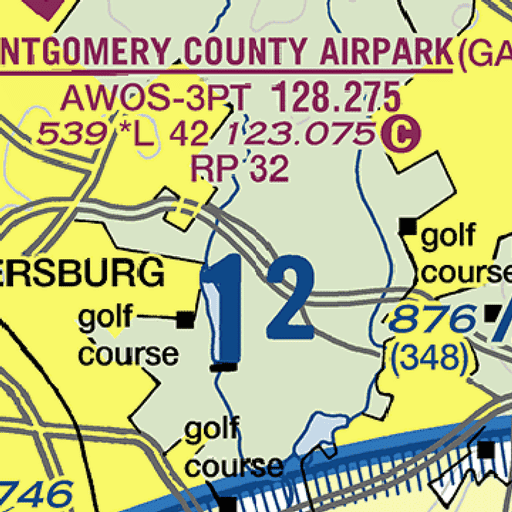 NTGOMERY COUNTY AIRPARK (GA
AWOS-3PT 128.275
539 *L 42 123.075 C
RP 32
golf
course
ERSBURG
12
golf
course
876
(348)
golf
course
746